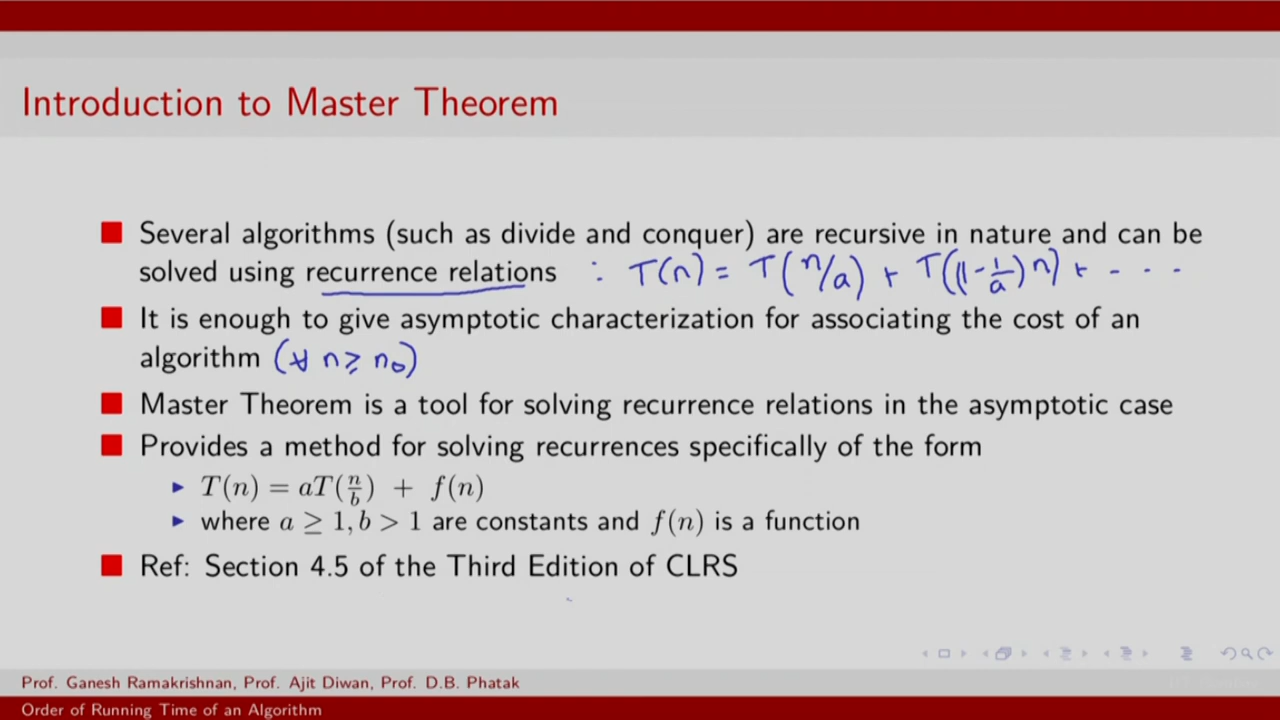 Introduction to Master Theorem
Several algorithms (such as divide and conquer) are recursive in nature and can be
solved using recurrence relations : T(n) = T(n/a) + T((1-1/a)n) + - - - -
It is enough to give asymptotic characterization for associating the cost of an
algorithm (∀ n ≥ n₀)
Master Theorem is a tool for solving recurrence relations in the asymptotic case
Provides a method for solving recurrences specifically of the form
T(n) = aT(n/b) + f(n)
where a ≥ 1, b > 1 are constants and f(n) is a function
Ref: Section 4.5 of the Third Edition of CLRS
Prof. Ganesh Ramakrishnan, Prof. Ajit Diwan, Prof. D.B. Phatak
Order of Running Time of an Algorithm